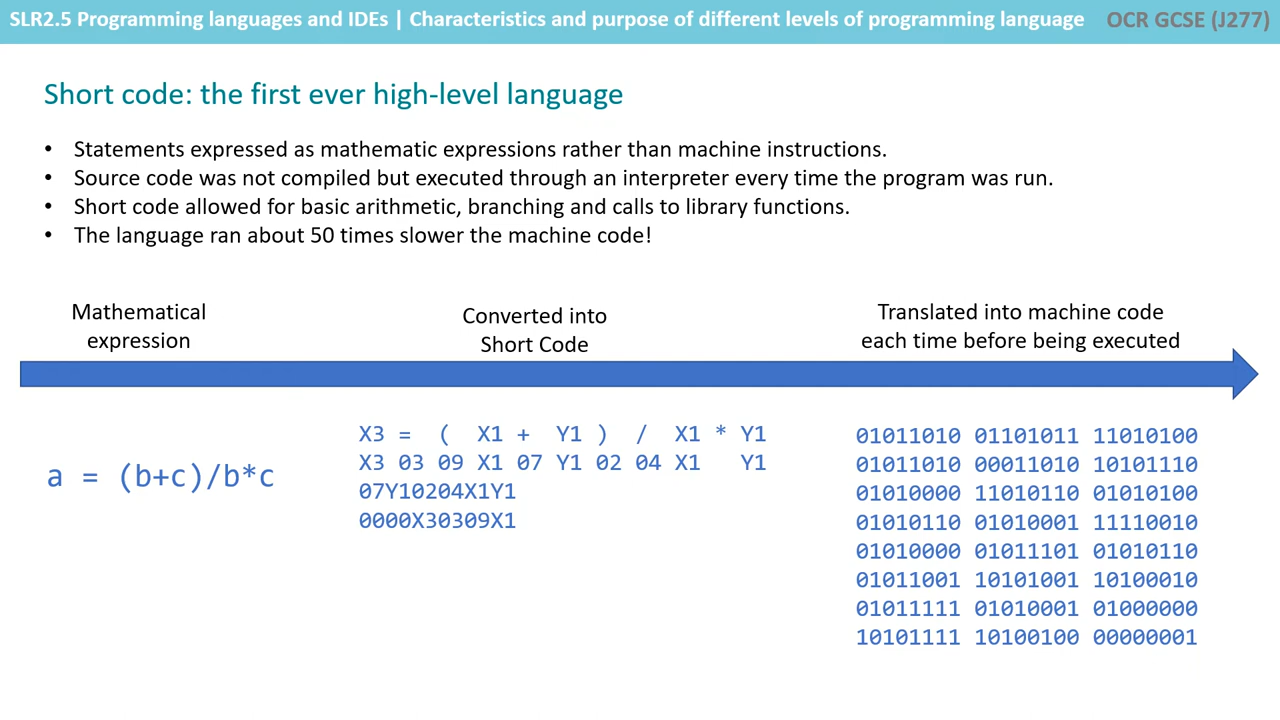 SLR2.5 Programming languages and IDEs | Characteristics and purpose of different levels of programming language OCR GCSE (J277)
Short code: the first ever high-level language
• Statements expressed as mathematic expressions rather than machine instructions.
• Source code was not compiled but executed through an interpreter every time the program was run.
• Short code allowed for basic arithmetic, branching and calls to library functions.
• The language ran about 50 times slower the machine code!
Mathematical
expression
Converted into
Short Code
Translated into machine code
each time before being executed
a = (b+c)/b*c
X3 = ( X1 + Y1 ) / X1 * Y1
X3 03 09 X1 07 Y1 02 04 X1 Y1
07Y10204X1Y1
0000X30309X1
01011010 01101011 11010100
01011010 00011010 10101110
01010000 11010110 01010100
01010110 01010001 11110010
01010000 01011101 01010110
01011001 10101001 10100010
01011111 01010001 01000000
10101111 10100100 00000001